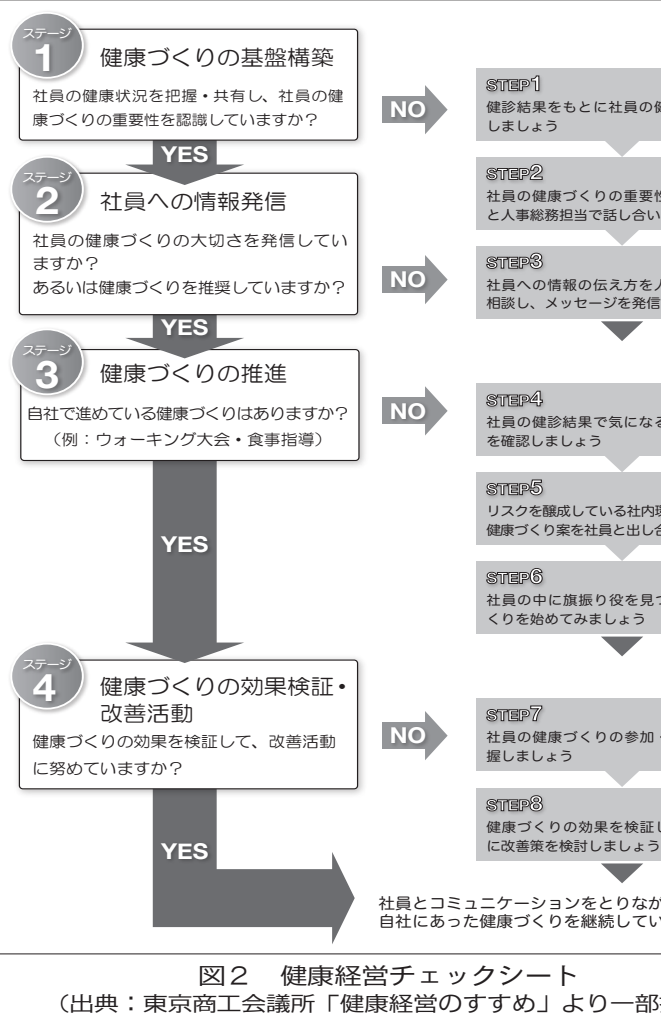 ステージ
1
健康づくりの基盤構築
社員の健康状況を把握・共有し、社員の健
康づくりの重要性を認識していますか?
NO
STEP1
健診結果をもとに社員の
しましょう
YES
STEP2
社員の健康づくりの重要
と人事総務担当で話し合い
ステージ
2
社員への情報発信
社員の健康づくりの大切さを発信してい
ますか?
あるいは健康づくりを推奨していますか?
NO
STEP3
社員への情報の伝え方を
相談し、メッセージを発信
YES
ステージ
3
健康づくりの推進
自社で進めている健康づくりはありますか?
(例:ウォーキング大会・食事指導)
NO
STEP4
社員の健診結果で気になる
を確認しましょう
STEP5
リスクを醸成している社内
健康づくり案を社員と出し
YES
STEP6
社員の中に旗振り役を見つ
くりを始めてみましょう
ステージ
4
健康づくりの効果検証・
改善活動
健康づくりの効果を検証して、改善活動
に努めていますか?
NO
STEP7
社員の健康づくりの参加
握しましょう
STEP8
健康づくりの効果を検証し
に改善策を検討しましょう
YES
社員とコミュニケーションをとりなが
自社にあった健康づくりを継続してい
図2 健康経営チェックシート
(出典:東京商工会議所「健康経営のすすめ」より一部